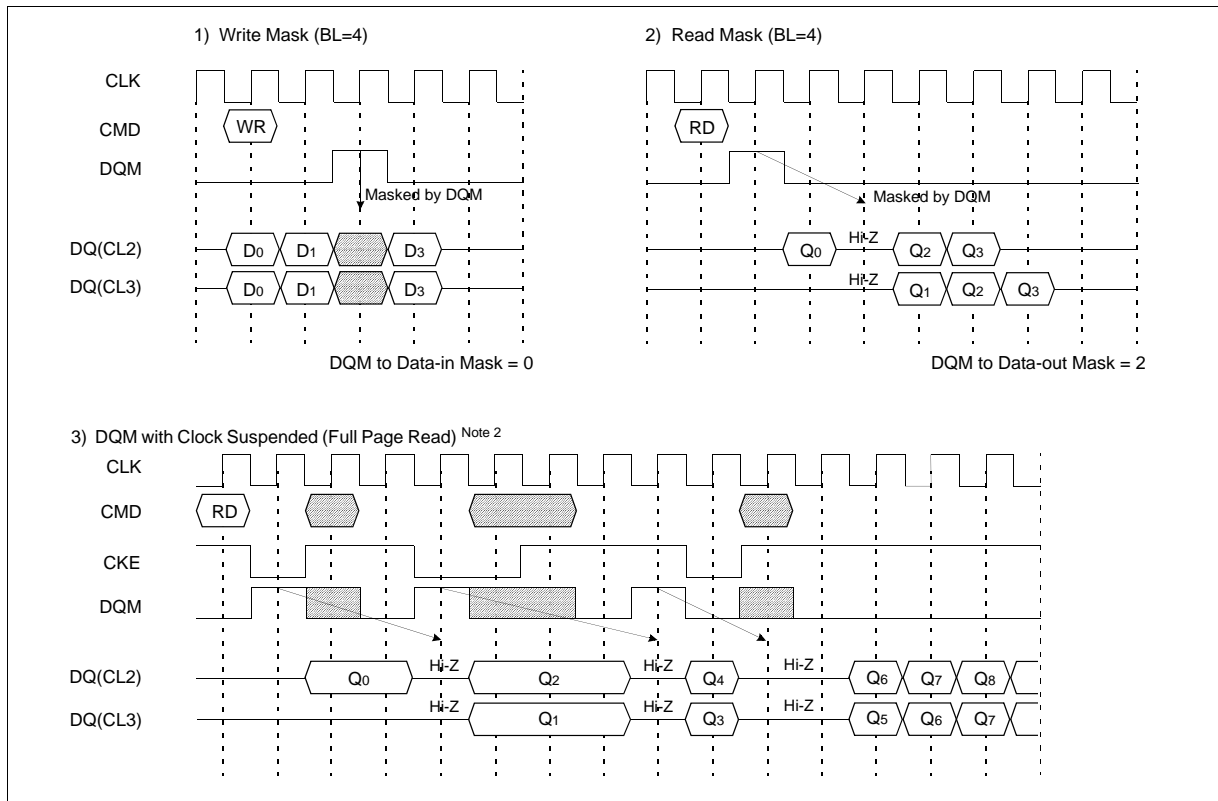 1) Write Mask (BL=4)
2) Read Mask (BL=4)
CLK
CMD WR RD
DQM
Masked by DQM Masked by DQM
DQ(CL2) D0 D1 D3 Q0 Hi-Z Q2 Q3
DQ(CL3) D0 D1 D3 Hi-Z Q1 Q2 Q3
DQM to Data-in Mask = 0
DQM to Data-out Mask = 2
3) DQM with Clock Suspended (Full Page Read) Note 2
CLK
CMD RD
CKE
DQM
DQ(CL2) Q0 Hi-Z Q2 Hi-Z Q4 Hi-Z Q6 Q7 Q8
DQ(CL3) Hi-Z Q1 Hi-Z Q3 Hi-Z Q5 Q6 Q7